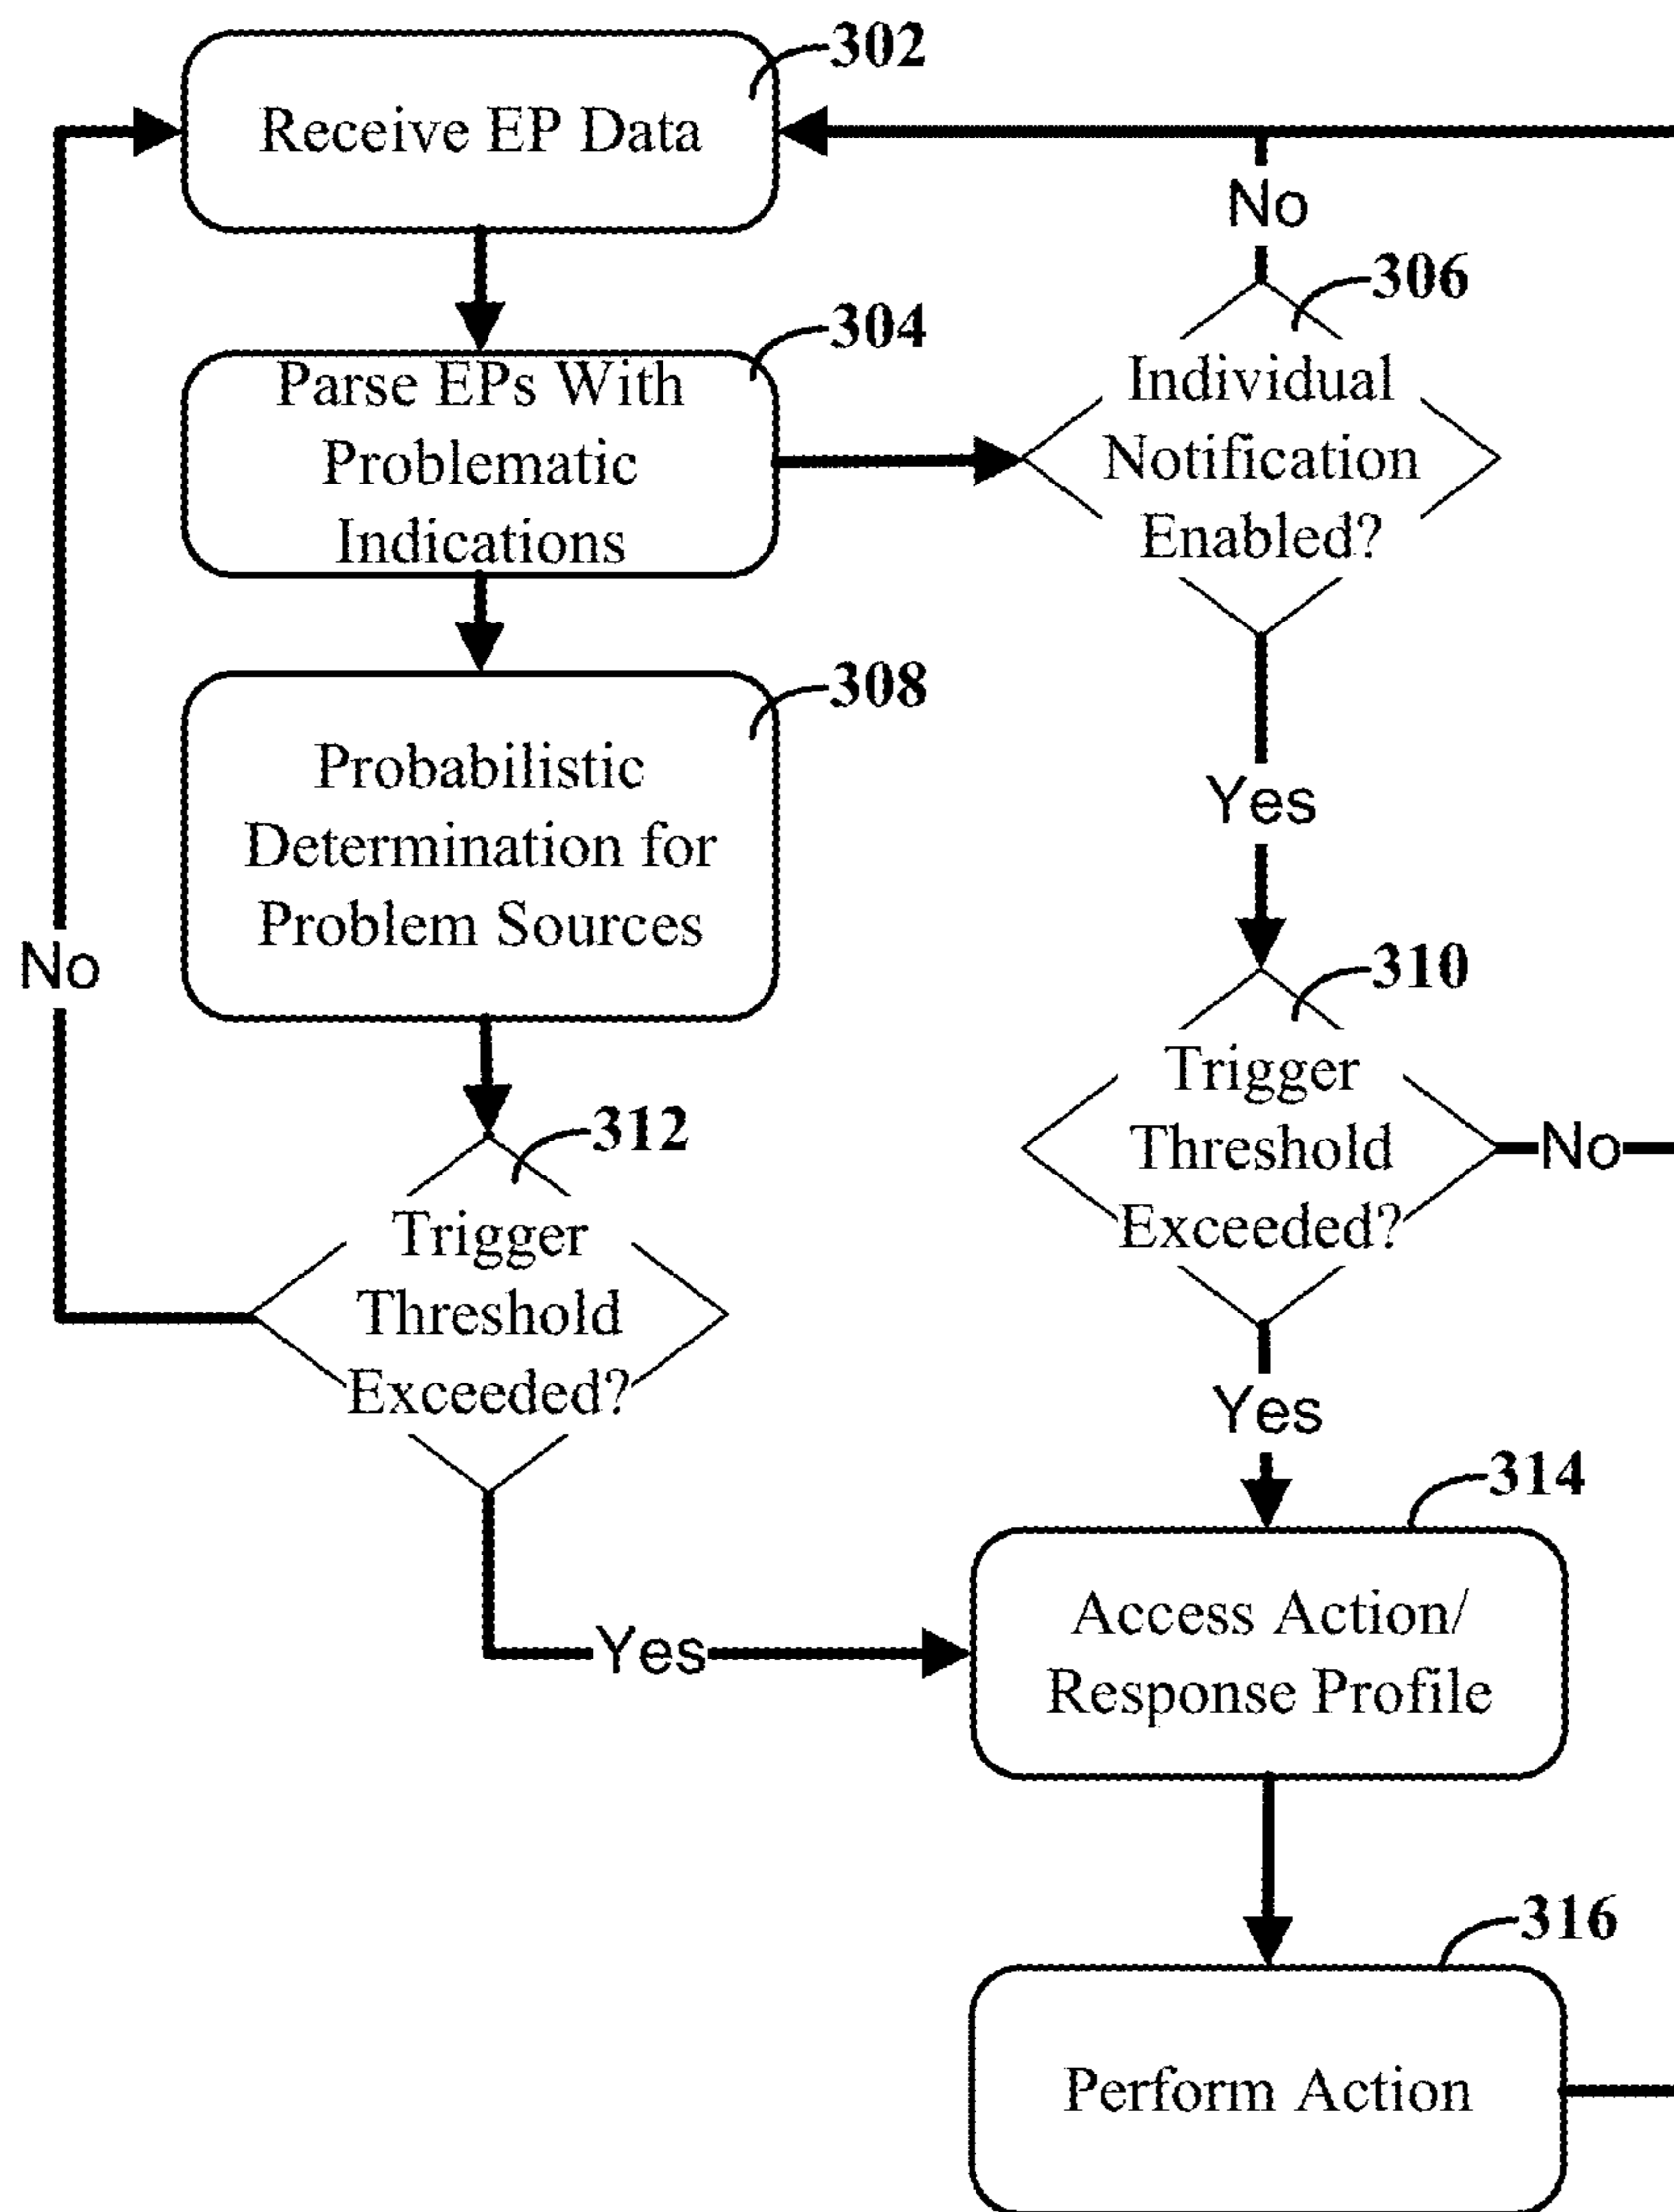 302
Receive EP Data
No
306
304
Parse EPs With
Problematic
Indications
Individual
Notification
Enabled?
308
Probabilistic
Determination for
Problem Sources
Yes
No
310
Trigger
Threshold
Exceeded?
No
312
Trigger
Threshold
Exceeded?
Yes
314
Yes
Access Action/
Response Profile
316
Perform Action